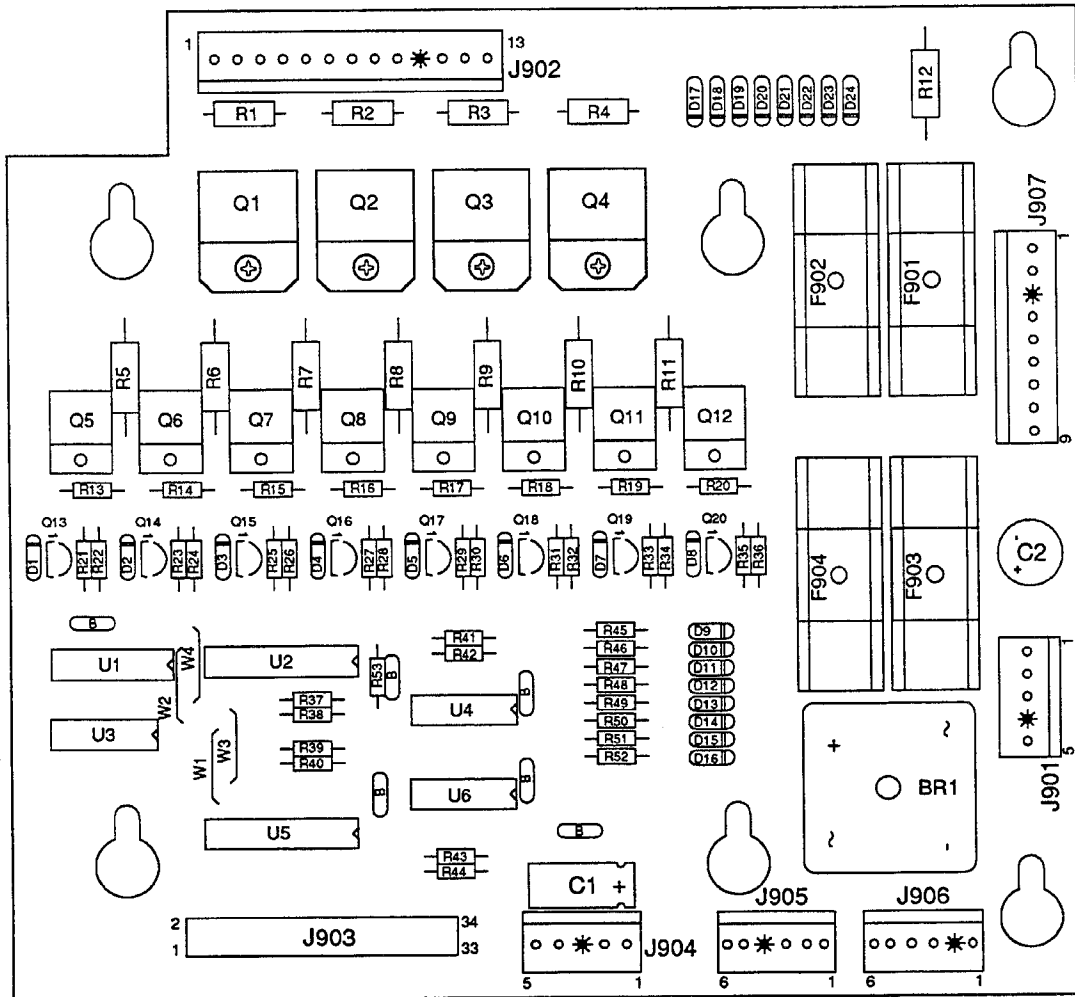 1 13
J902
R1 R2 R3 R4
D17 D18 D19 D20 D21 D22 D23 D24
R12
Q1 Q2 Q3 Q4
F902 F901
J907
1
9
R5 R6 R7 R8 R9 R10 R11
Q5 Q6 Q7 Q8 Q9 Q10 Q11 Q12
R13 R14 R15 R16 R17 R18 R19 R20
Q13 Q14 Q15 Q16 Q17 Q18 Q19 Q20
D1 R21 R22 D2 R23 R24 D3 R25 R26 D4 R27 R28 D5 R29 R30 D6 R31 R32 D7 R33 R34 D8 R35 R36
F904 F903
- C2
+
B
U1 W4 U2 R53 B
W2
U3
R37
R38
W1 W3
R39
R40
R41
R42
U4 B
U6 B
B
U5
R43
R44
R45
R46
R47
R48
R49
R50
R51
R52
D9
D10
D11
D12
D13
D14
D15
D16
1
5
J901
+ ~
BR1
~ -
B
C1 +
2 34
J903
1 33
J904
5 1
J905
6 1
J906
6 1